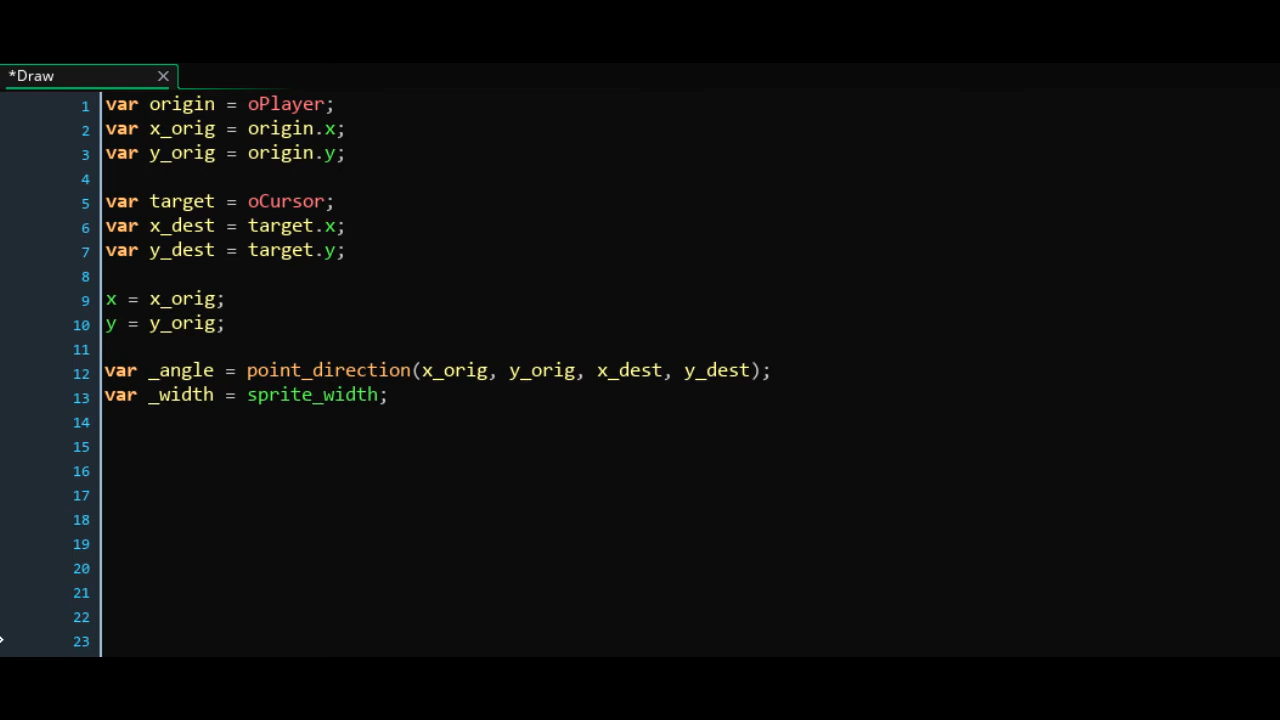 *Draw
1 var origin = oPlayer;
2 var x_orig = origin.x;
3 var y_orig = origin.y;
4
5 var target = oCursor;
6 var x_dest = target.x;
7 var y_dest = target.y;
8
9 x = x_orig;
10 y = y_orig;
11
12 var _angle = point_direction(x_orig, y_orig, x_dest, y_dest);
13 var _width = sprite_width;
14
15
16
17
18
19
20
21
22
23